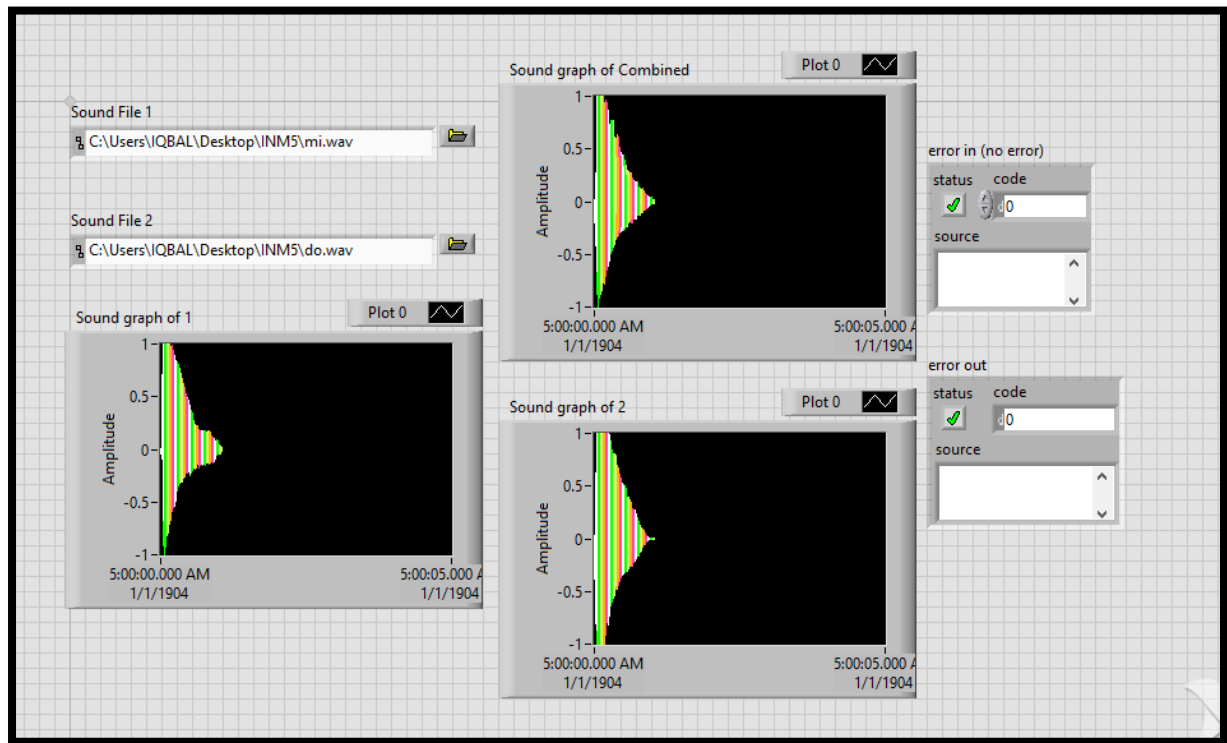 Sound File 1
C:\Users\IQBAL\Desktop\INM5\mi.wav
Sound File 2
C:\Users\IQBAL\Desktop\INM5\do.wav
Sound graph of 1
Plot 0
Amplitude
1
0.5
0
-0.5
-1
5:00:00.000 AM
1/1/1904
5:00:05.000 A
1/1/1904
Sound graph of Combined
Plot 0
Amplitude
1
0.5
0
-0.5
-1
5:00:00.000 AM
1/1/1904
5:00:05.000 A
1/1/1904
Sound graph of 2
Plot 0
Amplitude
1
0.5
0
-0.5
-1
5:00:00.000 AM
1/1/1904
5:00:05.000 A
1/1/1904
error in (no error)
status code
d0
source
error out
status code
d0
source